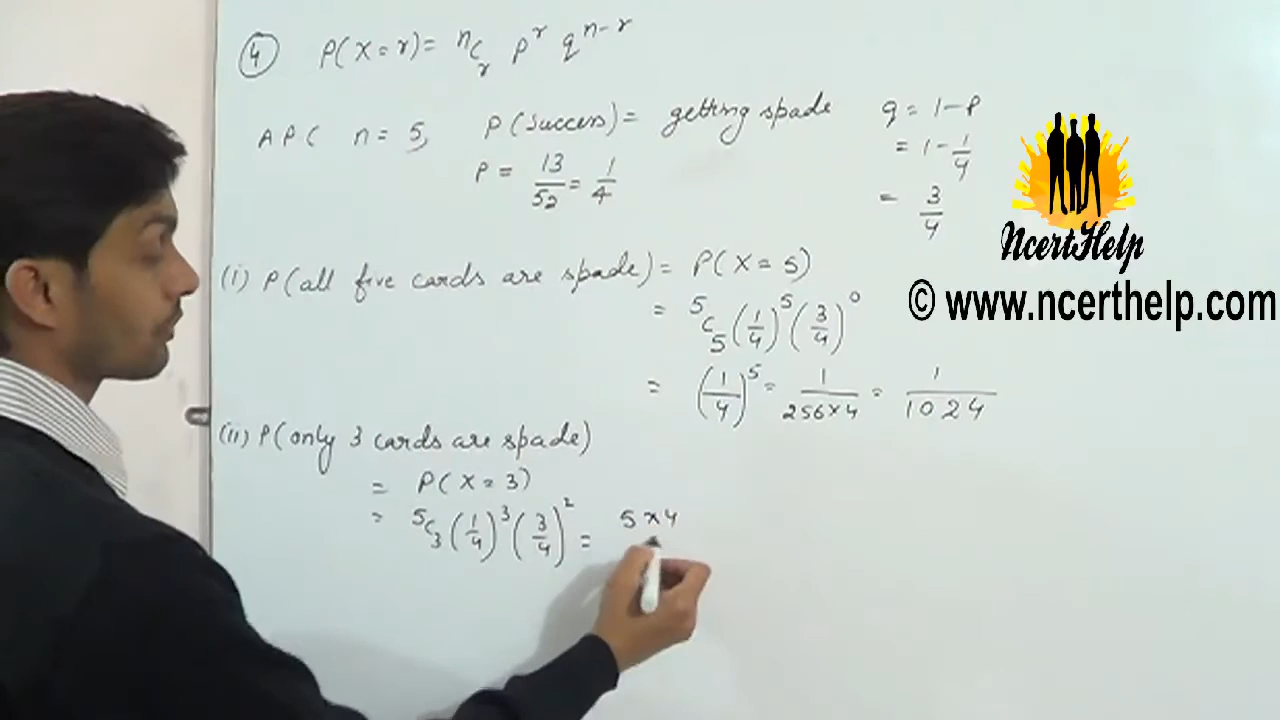 4 P(X=r)= ⁿCᵣ pʳ qⁿ⁻ʳ
APC n = 5, P(Success) = getting spade q = 1-P
P = 13/52 = 1/4 = 1 - 1/4
= 3/4
NcertHelp
© www.ncerthelp.com
(i) P(all five cards are spade) = P(X=5)
= ⁵C₅ (1/4)⁵ (3/4)⁰
= (1/4)⁵ = 1/256×4 = 1/1024
(ii) P(only 3 cards are spade)
= P(X=3)
= ⁵C₃ (1/4)³ (3/4)² = 5×4